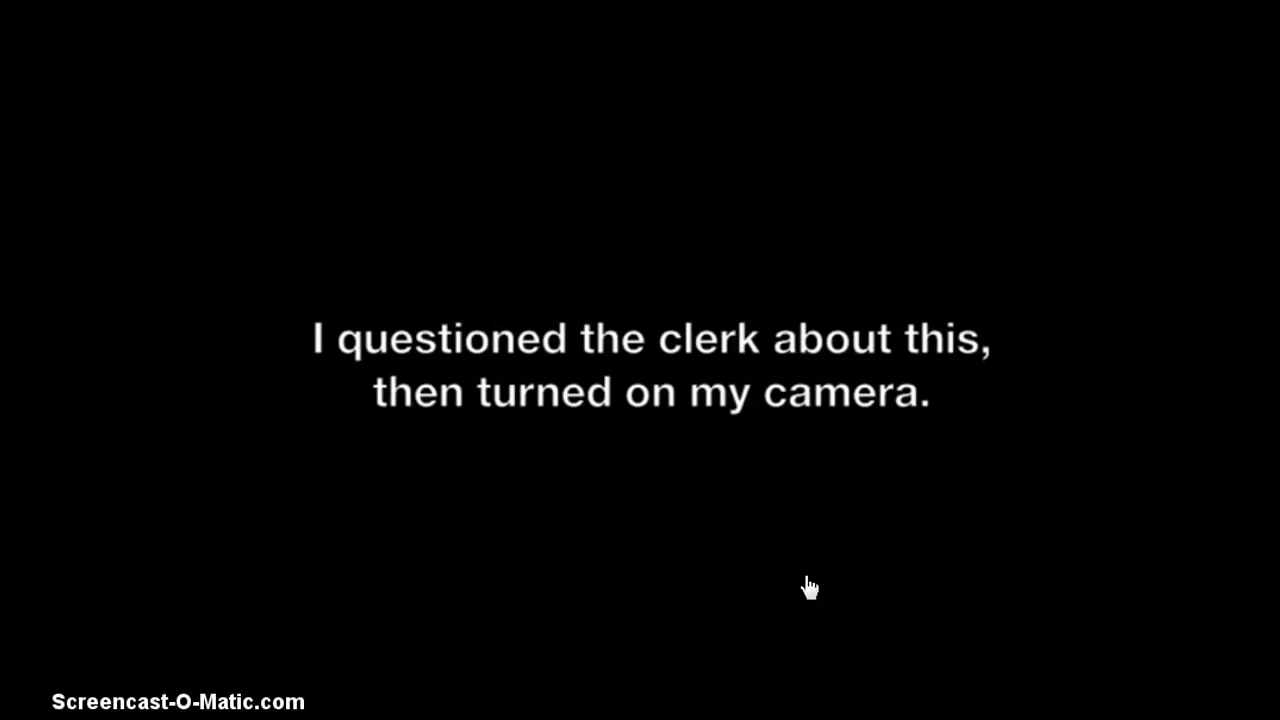 I questioned the clerk about this,
then turned on my camera.
Screencast-O-Matic.com